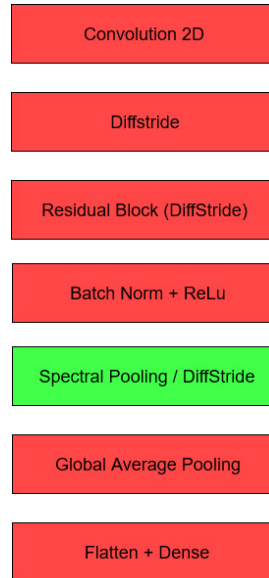 Convolution 2D
Diffstride
Residual Block (DiffStride)
Batch Norm + ReLu
Spectral Pooling / DiffStride
Global Average Pooling
Flatten + Dense